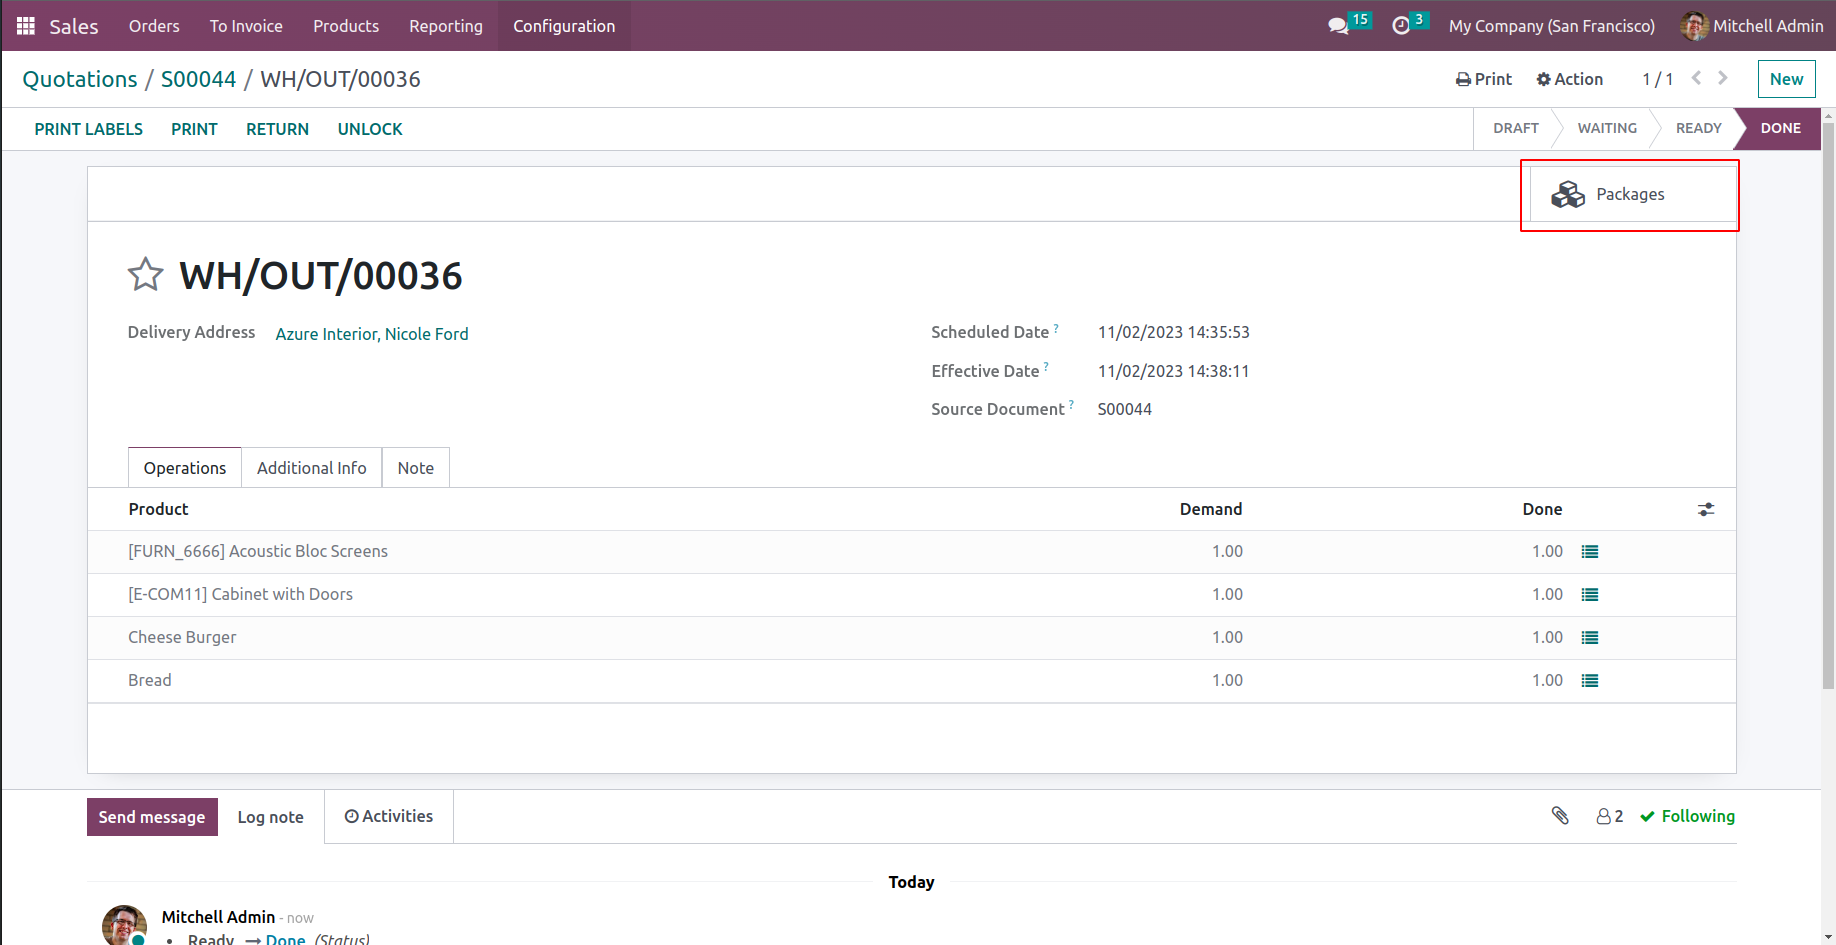 Sales Orders To Invoice Products Reporting Configuration 15 3 My Company (San Francisco) Mitchell Admin
Quotations / S00044 / WH/OUT/00036 Print Action 1 / 1 New
PRINT LABELS PRINT RETURN UNLOCK DRAFT WAITING READY DONE
Packages
WH/OUT/00036
Delivery Address Azure Interior, Nicole Ford Scheduled Date ? 11/02/2023 14:35:53
Effective Date ? 11/02/2023 14:38:11
Source Document ? S00044
Operations Additional Info Note
Product Demand Done
[FURN_6666] Acoustic Bloc Screens 1.00 1.00
[E-COM11] Cabinet with Doors 1.00 1.00
Cheese Burger 1.00 1.00
Bread 1.00 1.00
Send message Log note Activities 2 Following
Today
Mitchell Admin - now
• Ready → Done (Status)